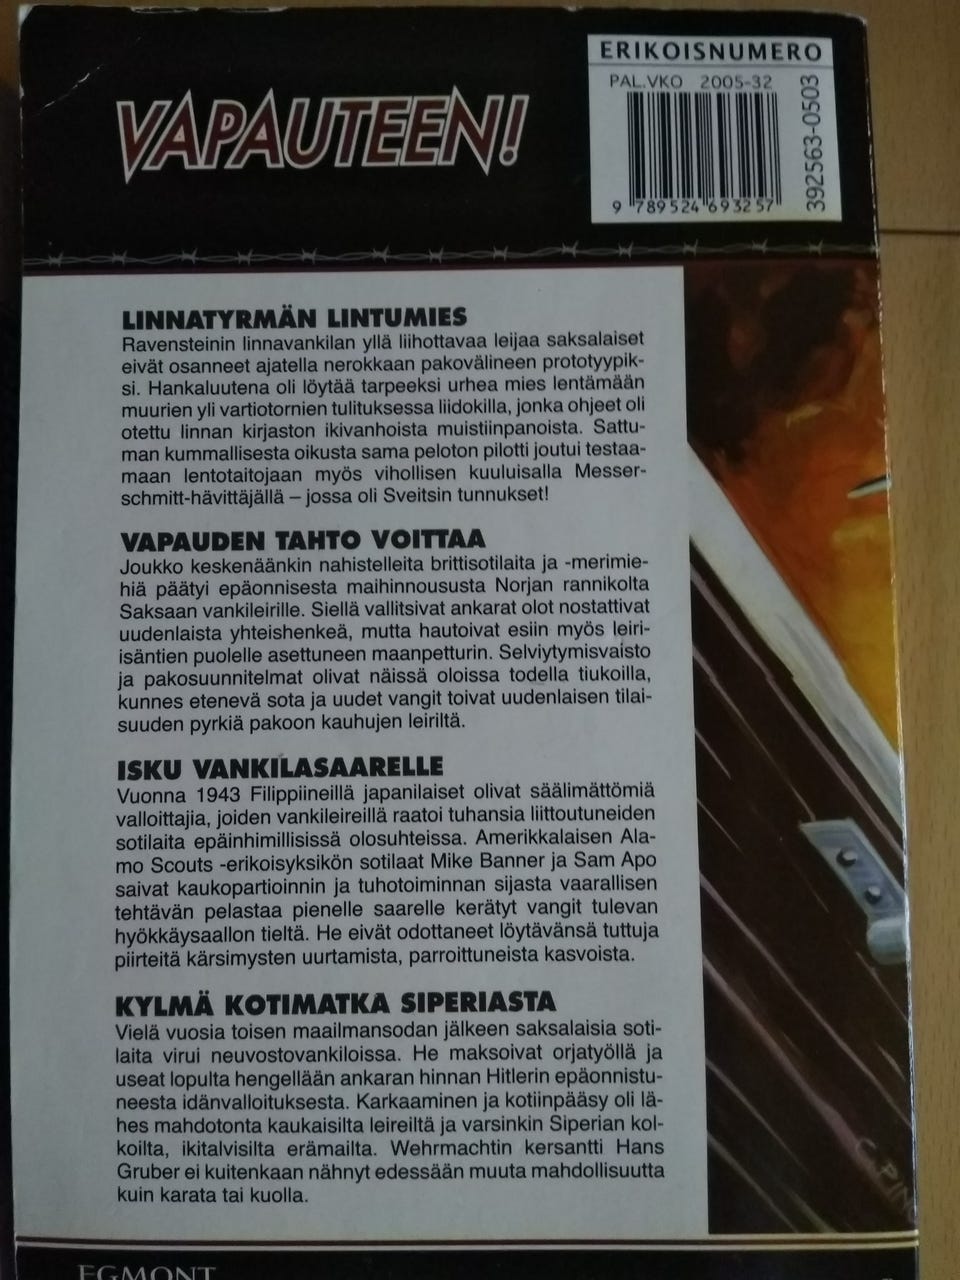 ERIKOISNUMERO
PAL.VKO 2005-32
392563-0503
9 789524 693257
VAPAUTEEN!
LINNATYRMÄN LINTUMIES
Ravensteinin linnavankilan yllä liihottavaa leijaa saksalaiset
eivät osanneet ajatella nerokkaan pakovälineen prototyypik-
si. Hankaluutena oli löytää tarpeeksi urhea mies lentämään
muurien yli vartiotornien tulituksessa liidokilla, jonka ohjeet oli
otettu linnan kirjaston ikivanhoista muistiinpanoista. Sattu-
man kummallisesta oikusta sama peloton pilotti joutui testaa-
maan lentotaitojaan myös vihollisen kuuluisalla Messer-
schmitt-hävittäjällä – jossa oli Sveitsin tunnukset!
VAPAUDEN TAHTO VOITTAA
Joukko keskenäänkin nahistelleita brittisotilaita ja -merimie-
hiä päätyi epäonnisesta maihinnoususta Norjan rannikolta
Saksaan vankileirille. Siellä vallitsivat ankarat olot nostattivat
uudenlaista yhteishenkeä, mutta hautoivat esiin myös leiri-
isäntien puolelle asettuneen maanpetturin. Selviytymisvaisto
ja pakosuunnitelmat olivat näissä oloissa todella tiukoilla,
kunnes etenevä sota ja uudet vangit toivat uudenlaisen tilai-
suuden pyrkiä pakoon kauhujen leiriltä.
ISKU VANKILASAARELLE
Vuonna 1943 Filippiineillä japanilaiset olivat säälimättömiä
valloittajia, joiden vankileireillä raatoi tuhansia liittoutuneiden
sotilaita epäinhimillisissä olosuhteissa. Amerikkalaisen Ala-
mo Scouts -erikoisyksikön sotilaat Mike Banner ja Sam Apo
saivat kaukopartioinnin ja tuhotoiminnan sijasta vaarallisen
tehtävän pelastaa pienelle saarelle kerätyt vangit tulevan
hyökkäysaallon tieltä. He eivät odottaneet löytävänsä tuttuja
piirteitä kärsimysten uurtamista, parroittuneista kasvoista.
KYLMÄ KOTIMATKA SIPERIASTA
Vielä vuosia toisen maailmansodan jälkeen saksalaisia soti-
laita virui neuvostovankiloissa. He maksoivat orjatyöllä ja
useat lopulta hengellään ankaran hinnan Hitlerin epäonnistu-
neesta idänvalloituksesta. Karkaaminen ja kotiinpääsy oli lä-
hes mahdotonta kaukaisilta leireiltä ja varsinkin Siperian kol-
koilta, ikitalvisilta erämailta. Wehrmachtin kersantti Hans
Gruber ei kuitenkaan nähnyt edessään muuta mahdollisuutta
kuin karata tai kuolla.
C. PIN
EGMONT